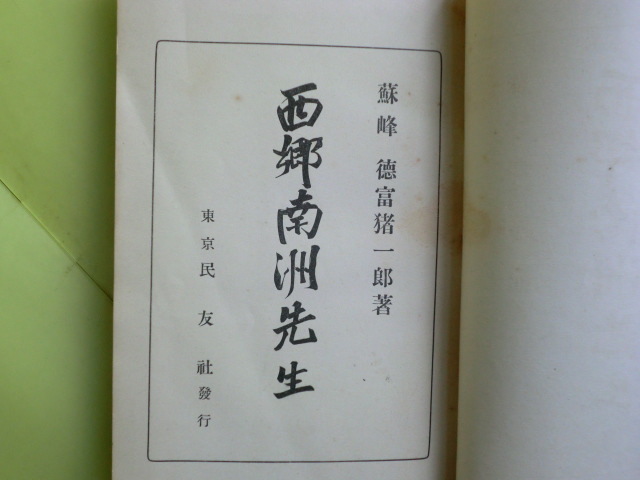 蘇峰 德富猪一郎著
西郷南洲先生
東京民友社發行